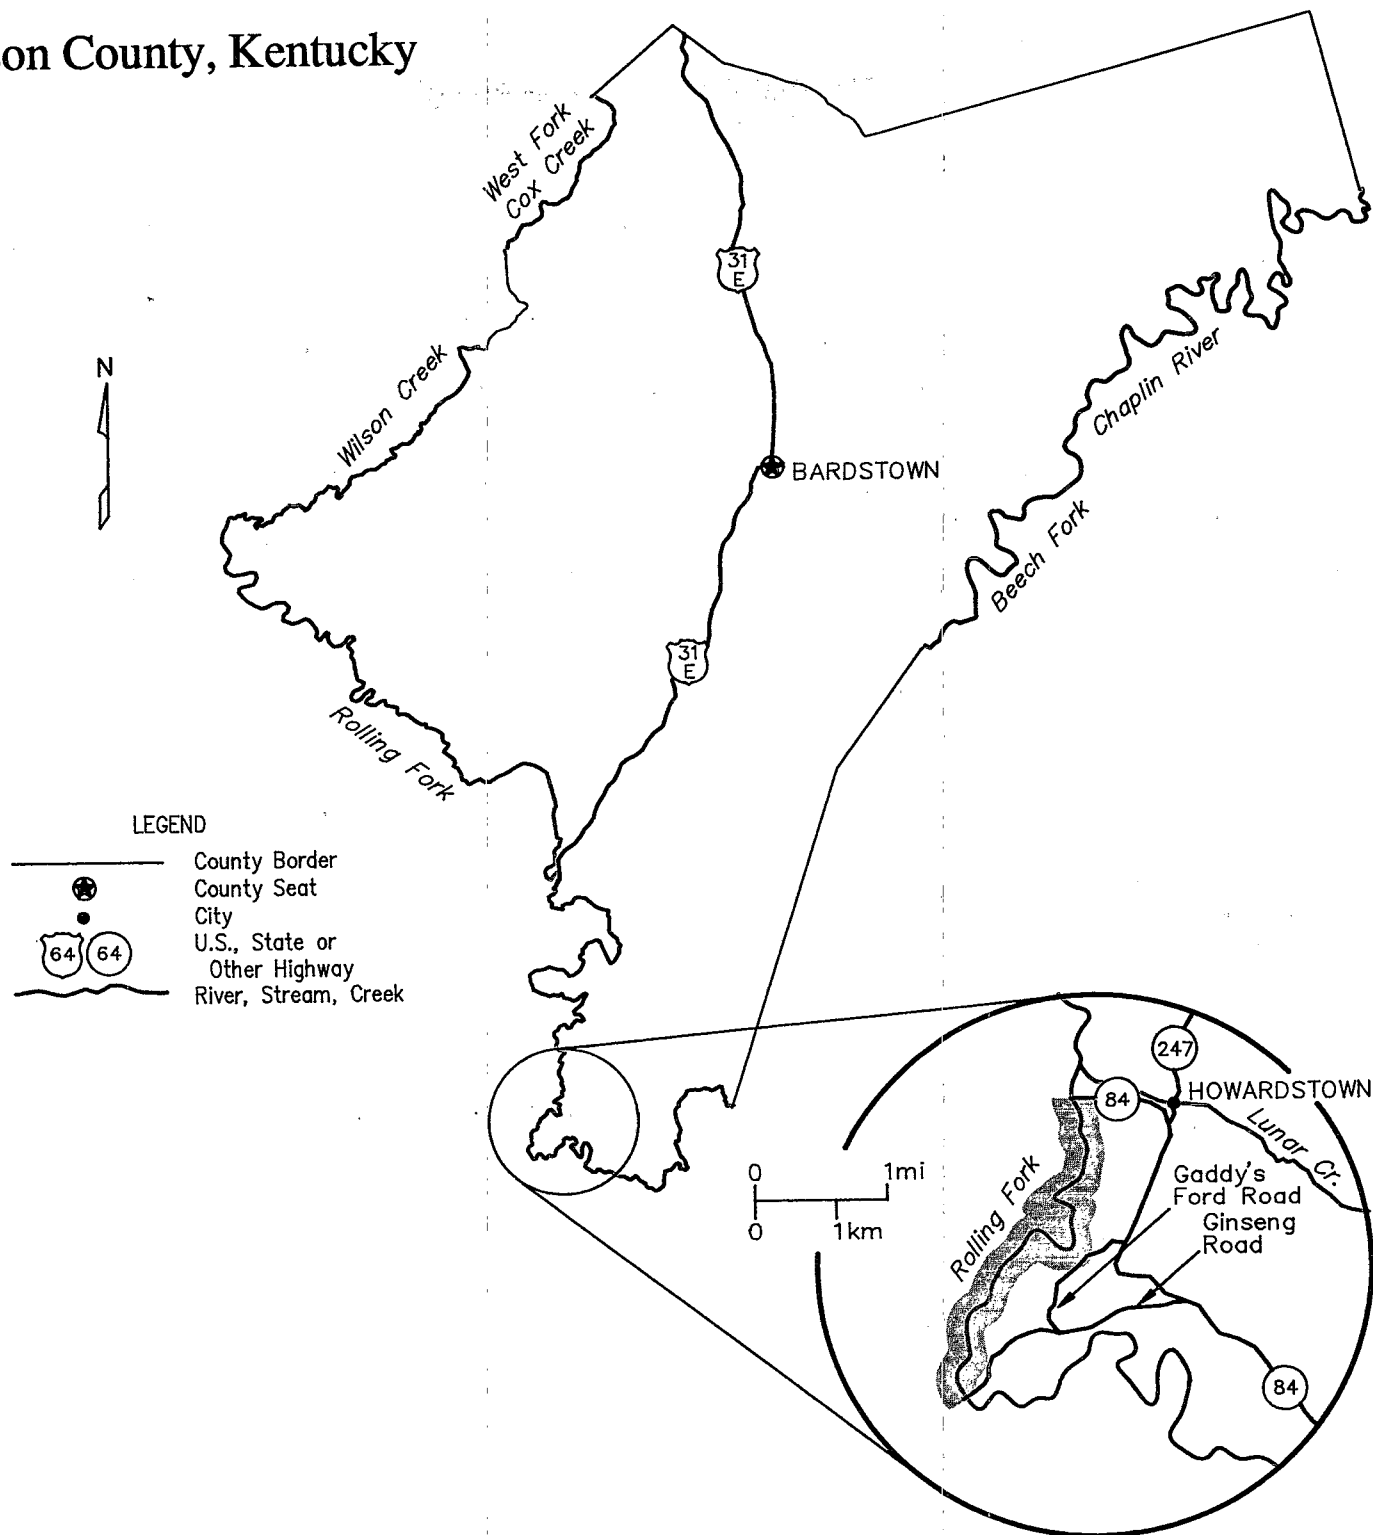 on County, Kentucky
West Fork
Cox Creek
31
E
N
Wilson Creek
Chaplin River
BARDSTOWN
Beech Fork
31
E
Rolling Fork
LEGEND
County Border
County Seat
City
64 64
U.S., State or
Other Highway
River, Stream, Creek
247
84
HOWARDSTOWN
Lunar Cr.
0 1mi
0 1km
Rolling Fork
Gaddy's
Ford Road
Ginseng
Road
84